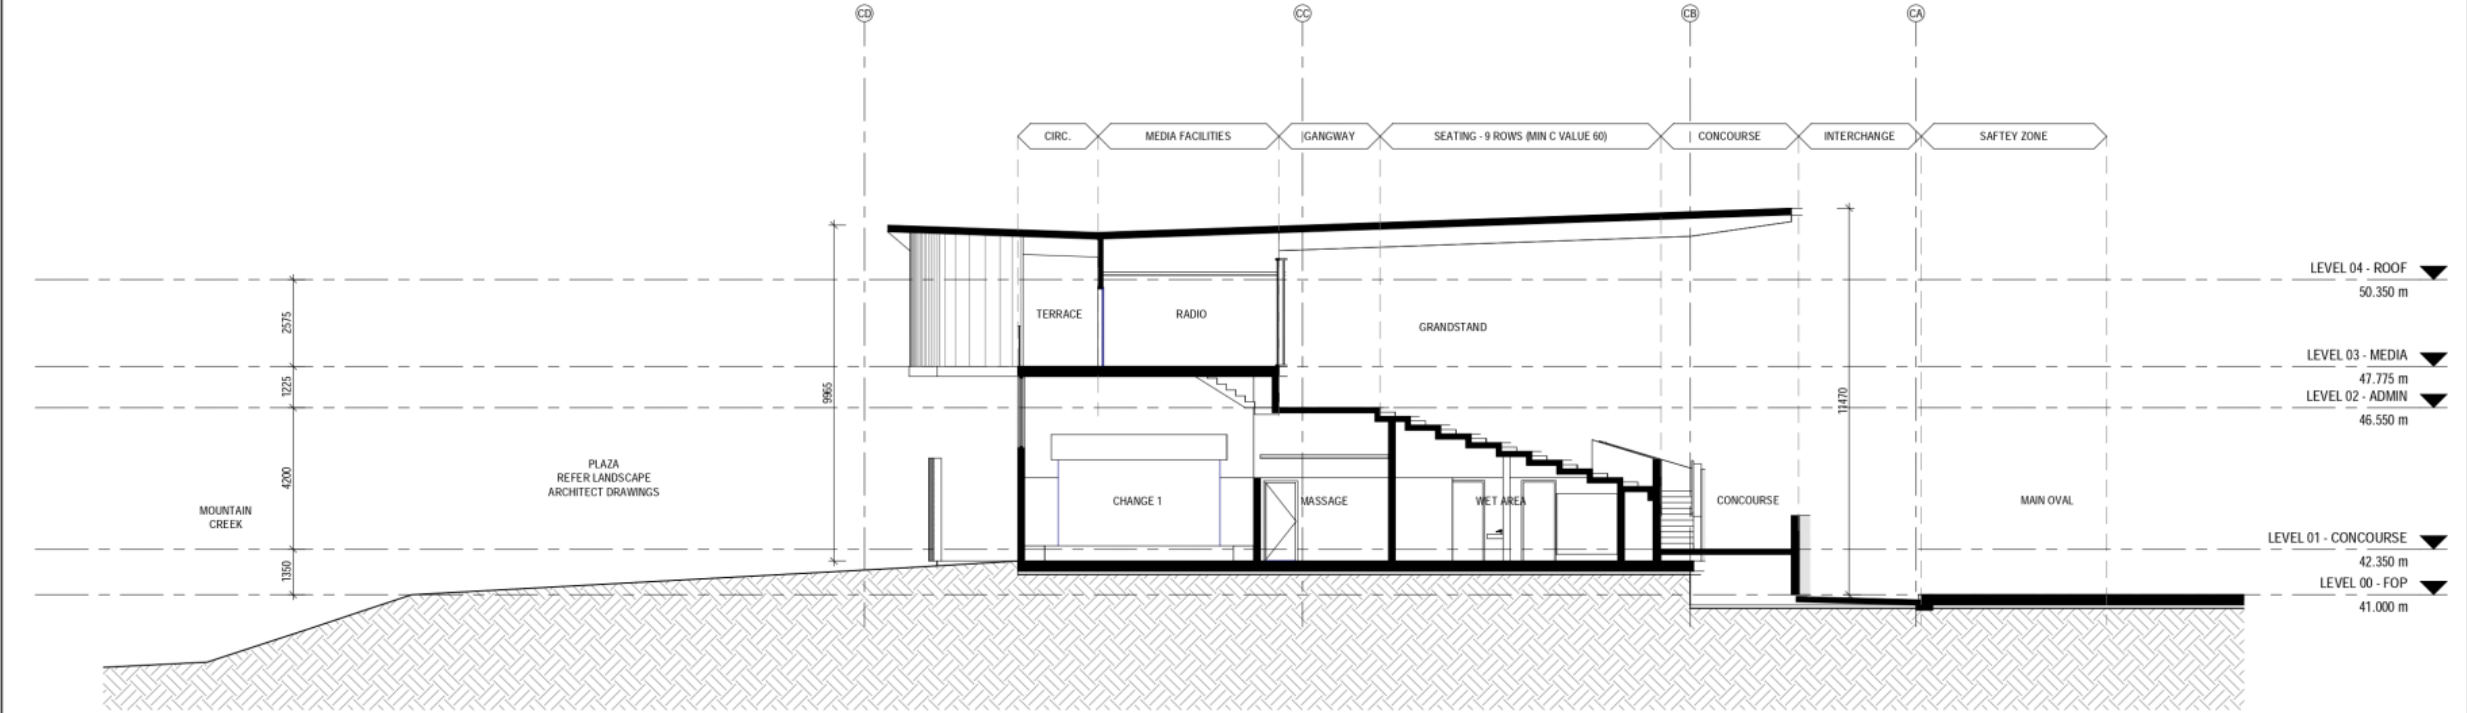 CD
CC
CB
CA
CIRC.
MEDIA FACILITIES
GANGWAY
SEATING - 9 ROWS (MIN C VALUE 60)
CONCOURSE
INTERCHANGE
SAFTEY ZONE
LEVEL 04 - ROOF
50.350 m
2575
TERRACE
RADIO
GRANDSTAND
LEVEL 03 - MEDIA
47.775 m
1225
9965
11470
LEVEL 02 - ADMIN
46.550 m
4200
PLAZA
REFER LANDSCAPE
ARCHITECT DRAWINGS
MOUNTAIN
CREEK
CHANGE 1
MASSAGE
WET AREA
CONCOURSE
MAIN OVAL
LEVEL 01 - CONCOURSE
42.350 m
1350
LEVEL 00 - FOP
41.000 m